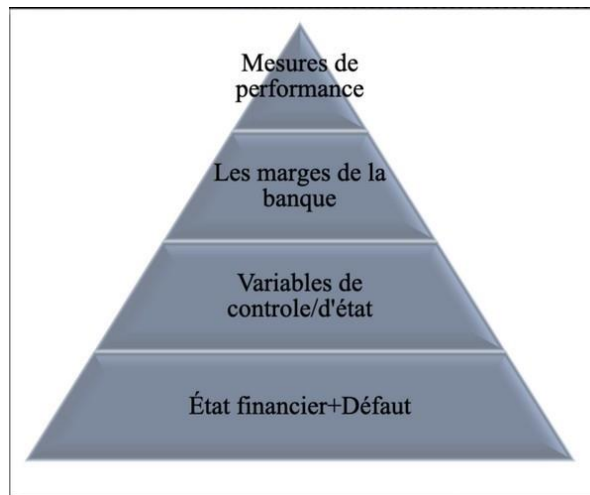 Mesures de
performance
Les marges de la
banque
Variables de
controle/d'état
État financier+Défaut